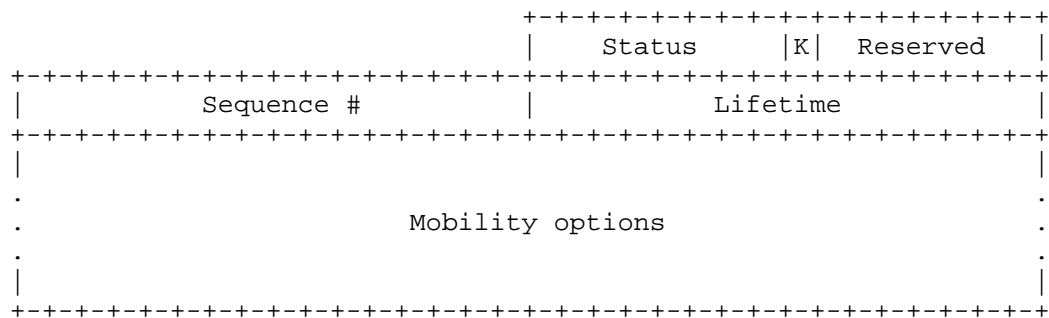 +-+-+-+-+-+-+-+-+-+-+-+-+-+-+-+-+
| Status |K| Reserved |
+-+-+-+-+-+-+-+-+-+-+-+-+-+-+-+-+-+-+-+-+-+-+-+-+-+-+-+-+-+-+-+-+
| Sequence # | Lifetime |
+-+-+-+-+-+-+-+-+-+-+-+-+-+-+-+-+-+-+-+-+-+-+-+-+-+-+-+-+-+-+-+-+
| |
. .
. Mobility options .
. .
| |
+-+-+-+-+-+-+-+-+-+-+-+-+-+-+-+-+-+-+-+-+-+-+-+-+-+-+-+-+-+-+-+-+